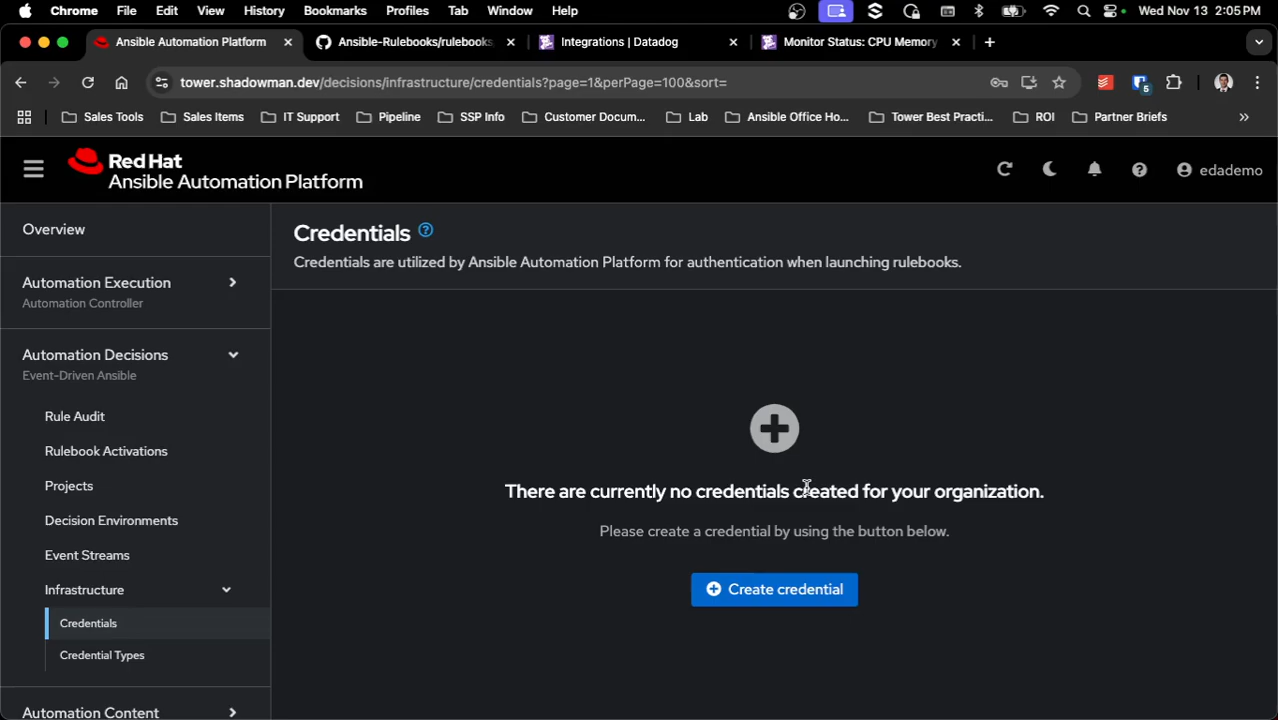 Chrome File Edit View History Bookmarks Profiles Tab Window Help Wed Nov 13 2:05 PM
Ansible Automation Platform Ansible-Rulebooks/rulebooks Integrations | Datadog Monitor Status: CPU Memory
tower.shadowman.dev/decisions/infrastructure/credentials?page=1&perPage=100&sort= 5
Sales Tools Sales Items IT Support Pipeline SSP Info Customer Docum... Lab Ansible Office Ho... Tower Best Practi... ROI Partner Briefs
Red Hat
Ansible Automation Platform
edademo
Overview
Automation Execution
Automation Controller
Automation Decisions
Event-Driven Ansible
Rule Audit
Rulebook Activations
Projects
Decision Environments
Event Streams
Infrastructure
Credentials
Credential Types
Automation Content
Credentials
Credentials are utilized by Ansible Automation Platform for authentication when launching rulebooks.
There are currently no credentials created for your organization.
Please create a credential by using the button below.
Create credential